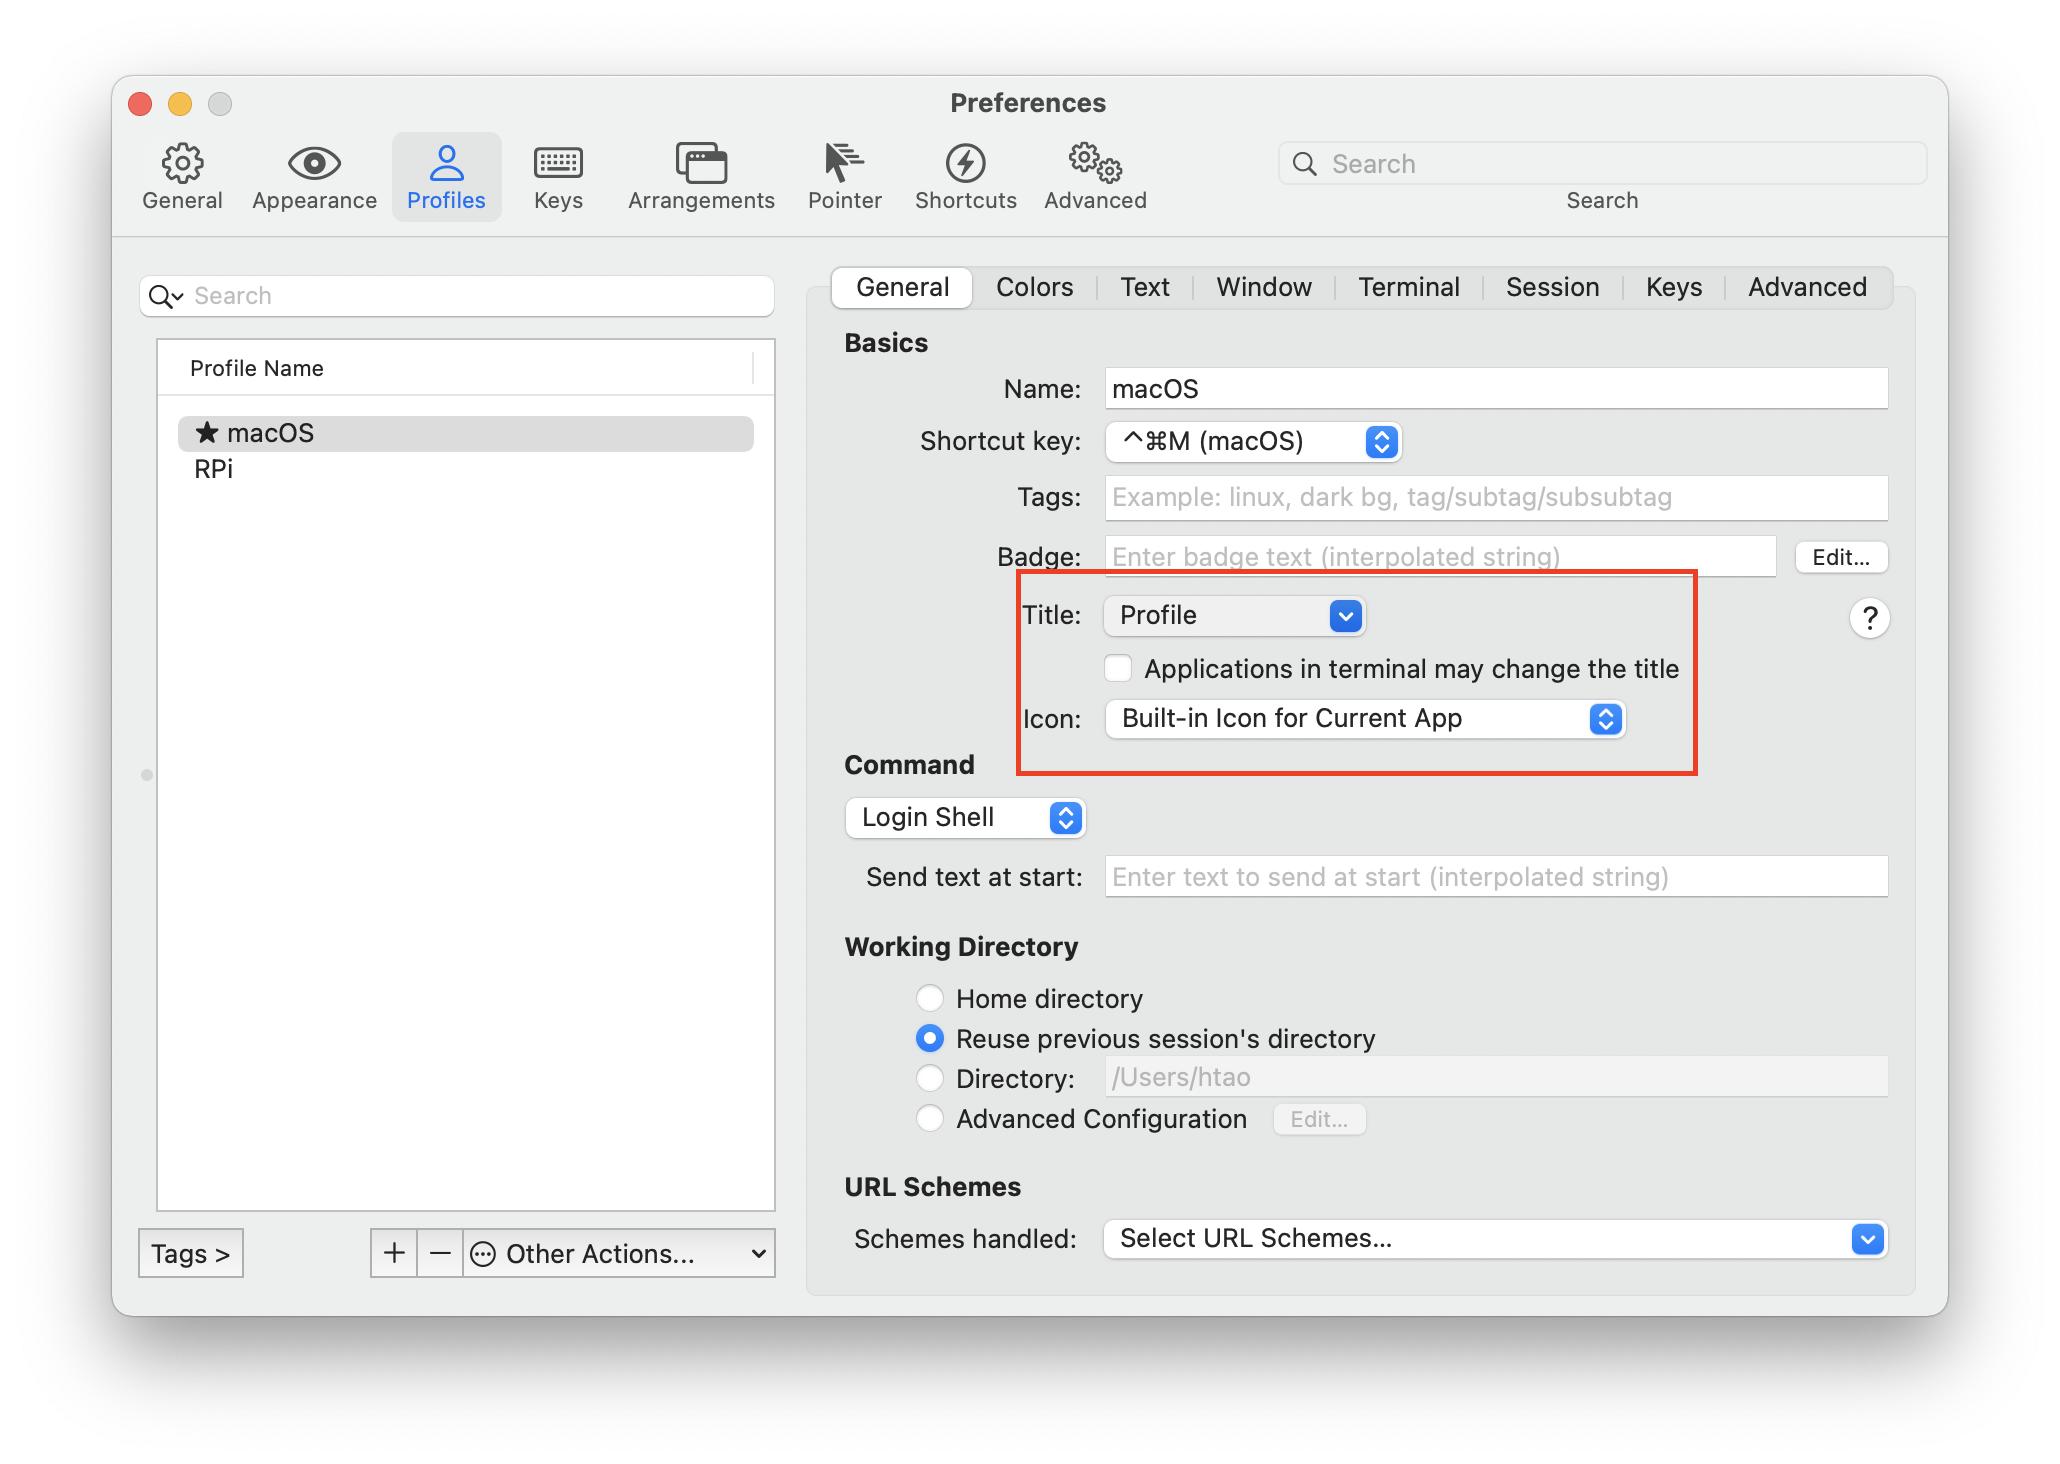 Preferences
General Appearance Profiles Keys Arrangements Pointer Shortcuts Advanced
Search
Search
Search
Profile Name
★ macOS
RPi
Tags >
+ − Other Actions...
General Colors Text Window Terminal Session Keys Advanced
Basics
Name: macOS
Shortcut key: ^⌘M (macOS)
Tags: Example: linux, dark bg, tag/subtag/subsubtag
Badge: Enter badge text (interpolated string) Edit...
Title: Profile ?
Applications in terminal may change the title
Icon: Built-in Icon for Current App
Command
Login Shell
Send text at start: Enter text to send at start (interpolated string)
Working Directory
Home directory
Reuse previous session's directory
Directory: /Users/htao
Advanced Configuration Edit...
URL Schemes
Schemes handled: Select URL Schemes...